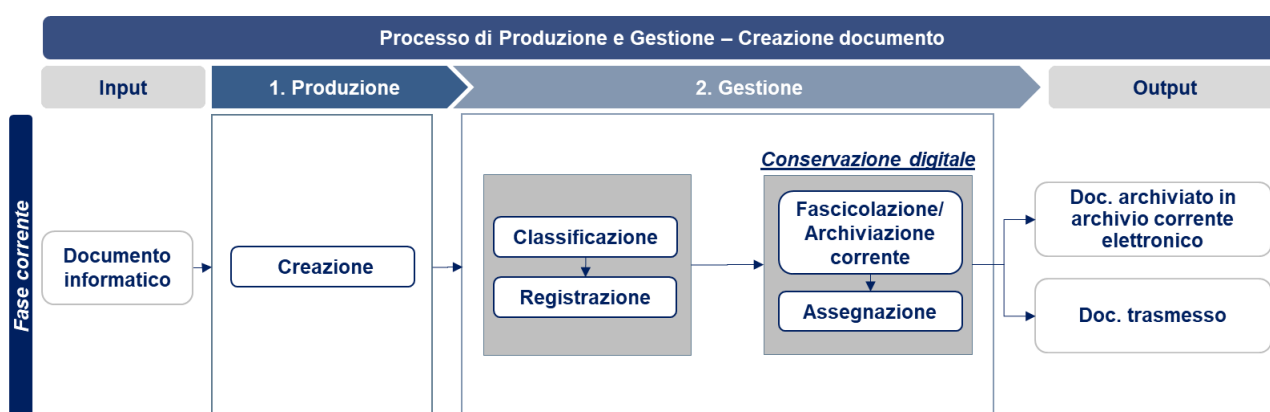 Processo di Produzione e Gestione – Creazione documento
Input
1. Produzione
2. Gestione
Output
Fase corrente
Documento
informatico
Creazione
Classificazione
Registrazione
Conservazione digitale
Fascicolazione/
Archiviazione
corrente
Assegnazione
Doc. archiviato in
archivio corrente
elettronico
Doc. trasmesso